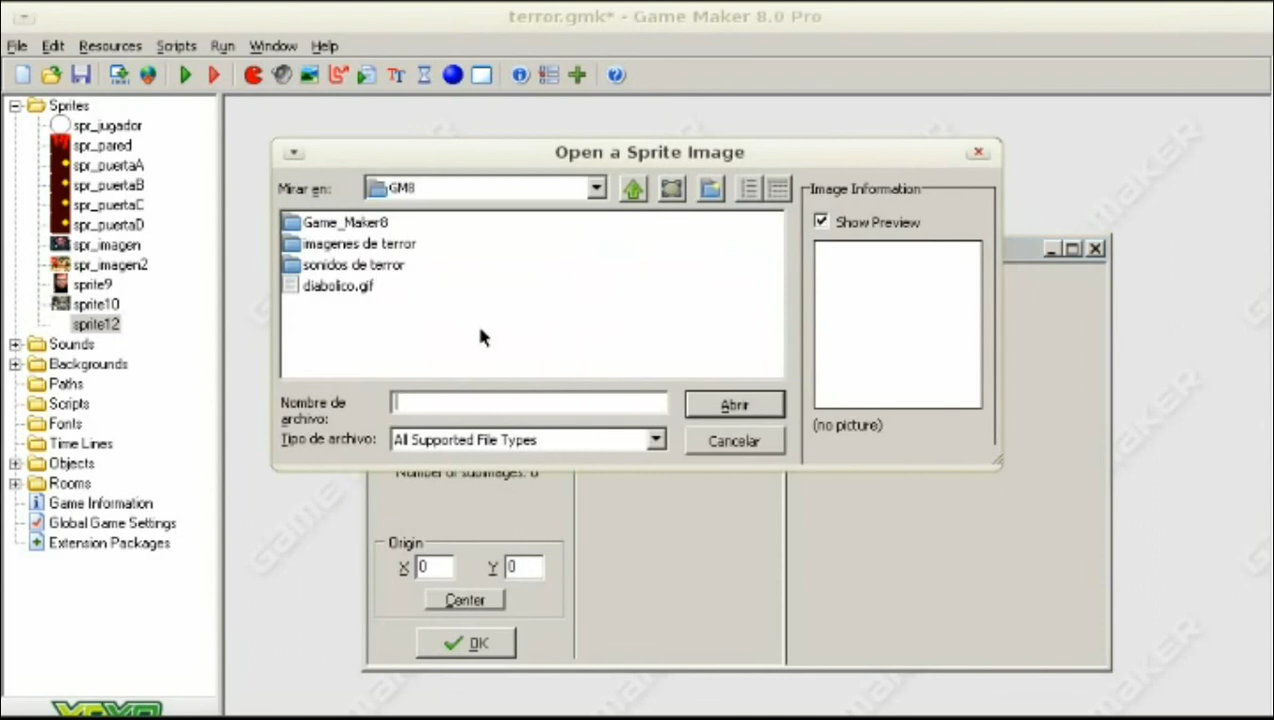 terror.gmk* - Game Maker 8.0 Pro
File Edit Resources Scripts Run Window Help
Sprites
spr_jugador
spr_pared
spr_puertaA
spr_puertaB
spr_puertaC
spr_puertaD
spr_imagen
spr_imagen2
sprite9
sprite10
sprite12
Sounds
Backgrounds
Paths
Scripts
Fonts
Time Lines
Objects
Rooms
Game Information
Global Game Settings
Extension Packages
Open a Sprite Image
Mirar en: GM8
Game_Maker8
imagenes de terror
sonidos de terror
diabolico.gif
Nombre de
archivo:
Abrir
Tipo de archivo: All Supported File Types
Cancelar
Image Information
Show Preview
(no picture)
Number of subimages: 0
Origin
X 0 Y 0
Center
OK